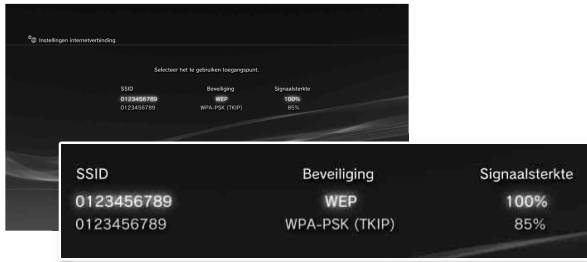 Instellingen internetverbinding
Selecteer het te gebruiken toegangspunt.
SSID Beveiliging Signaalsterkte
0123456789 WEP 100%
0123456789 WPA-PSK (TKIP) 85%
SSID Beveiliging Signaalsterkte
0123456789 WEP 100%
0123456789 WPA-PSK (TKIP) 85%